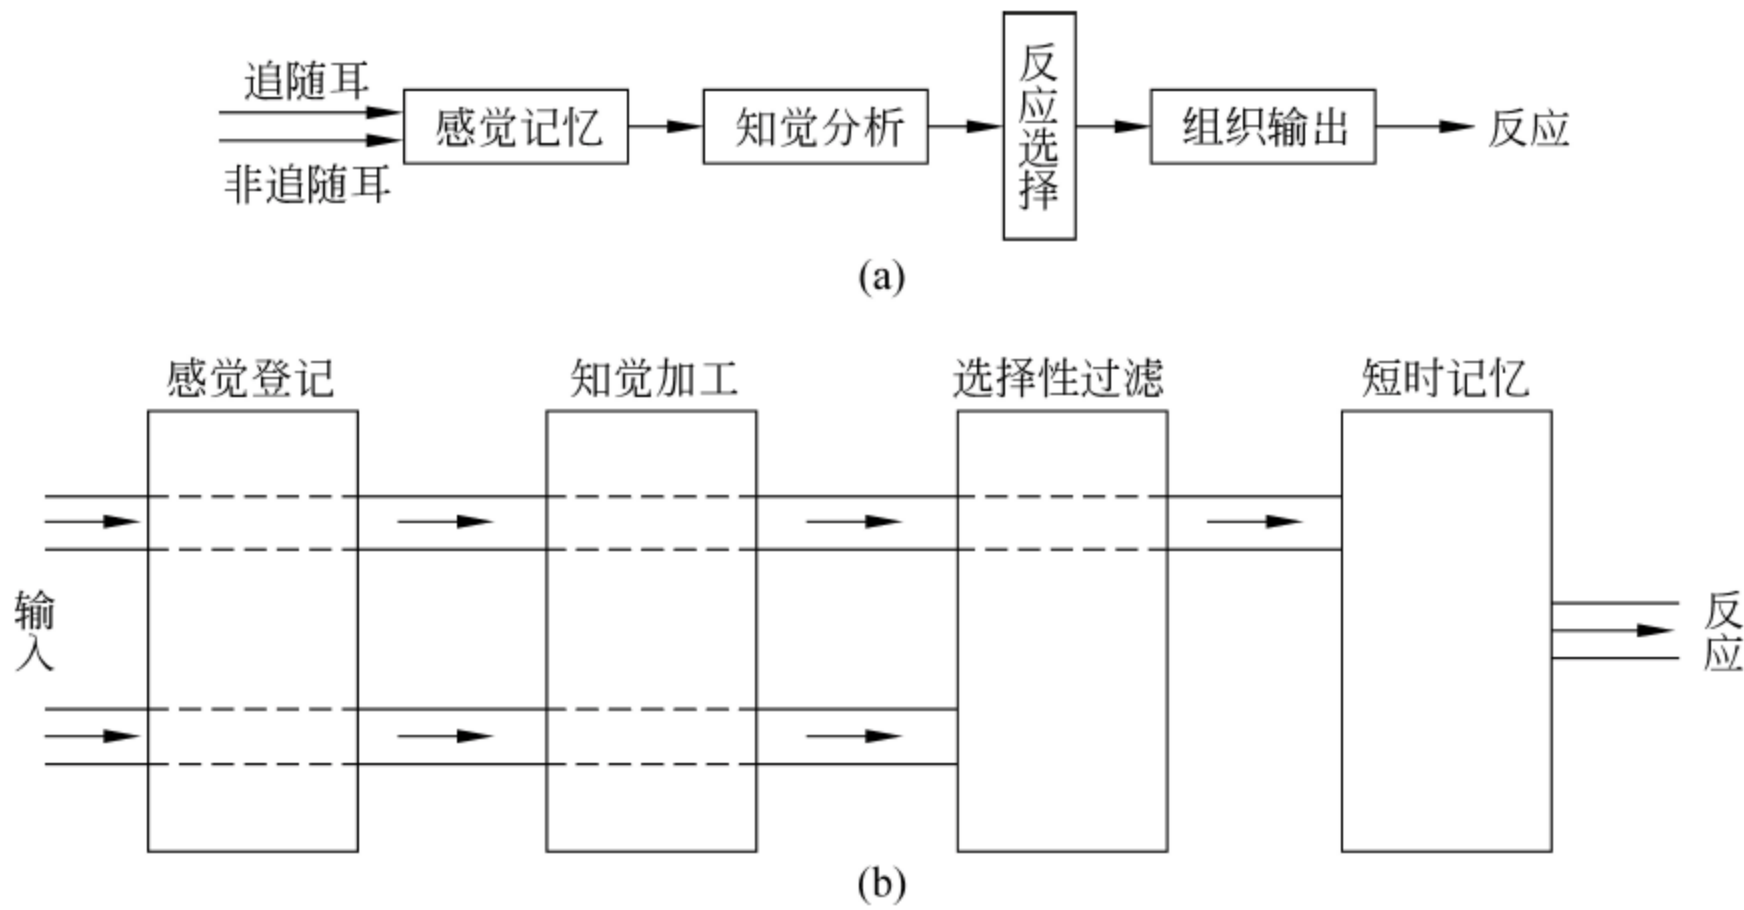 追随耳
非追随耳
感觉记忆
知觉分析
反应选择
组织输出
反应
(a)
感觉登记
知觉加工
选择性过滤
短时记忆
输入
反应
(b)